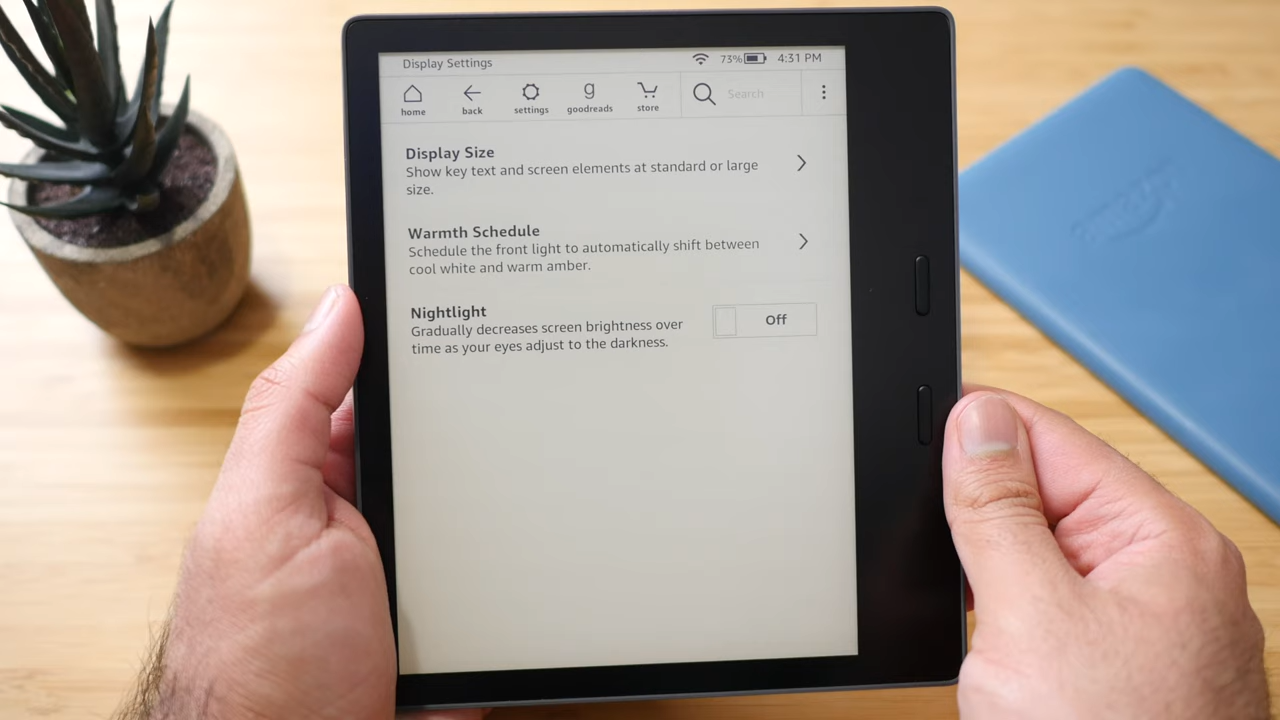 Display Settings 73% 4:31 PM
home back settings goodreads store Search
Display Size
Show key text and screen elements at standard or large
size.
Warmth Schedule
Schedule the front light to automatically shift between
cool white and warm amber.
Nightlight
Gradually decreases screen brightness over
time as your eyes adjust to the darkness.
Off